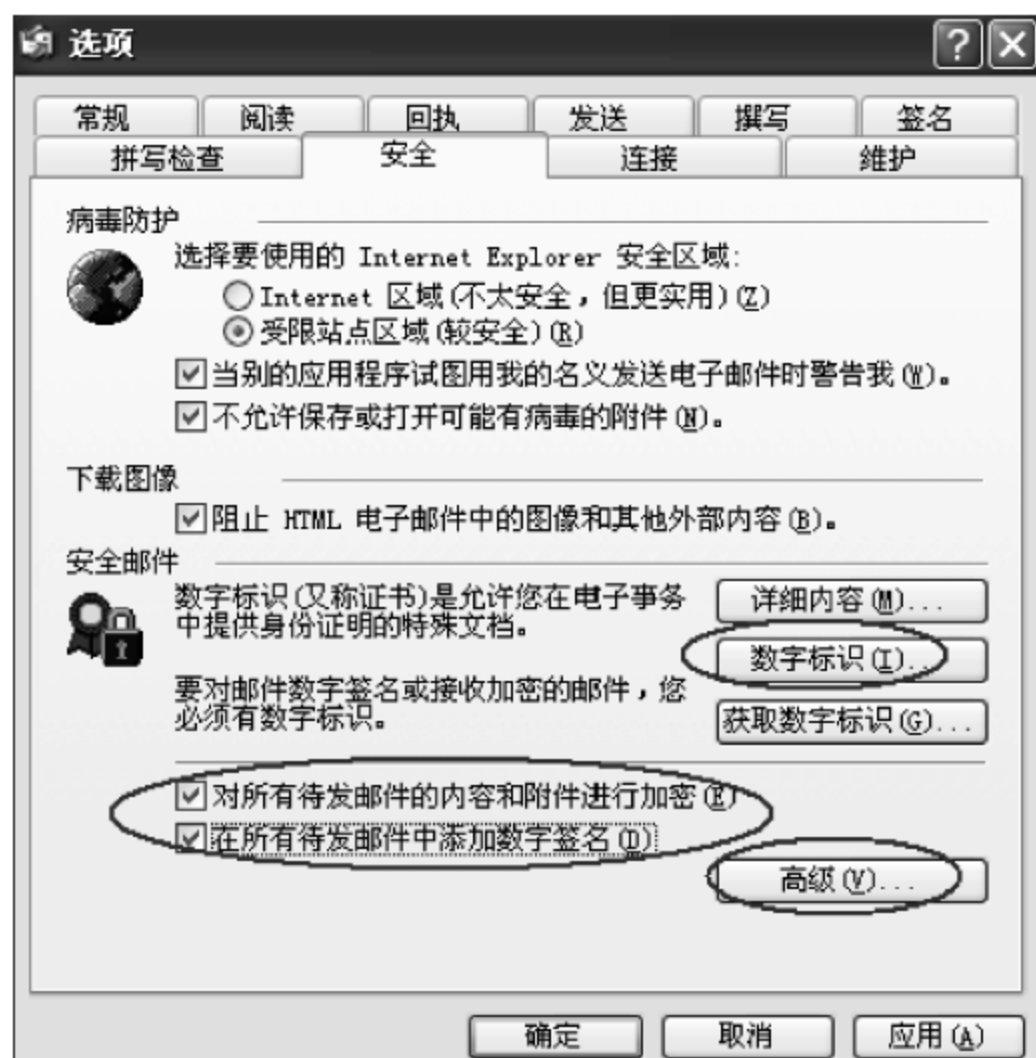 选项
常规 阅读 回执 发送 撰写 签名
拼写检查 安全 连接 维护
病毒防护
选择要使用的 Internet Explorer 安全区域:
Internet 区域(不太安全，但更实用)(Z)
受限站点区域(较安全)(R)
当别的应用程序试图用我的名义发送电子邮件时警告我(W)。
不允许保存或打开可能有病毒的附件(N)。
下载图像
阻止 HTML 电子邮件中的图像和其他外部内容(B)。
安全邮件
数字标识(又称证书)是允许您在电子事务
中提供身份证明的特殊文档。
详细内容(M)...
数字标识(I)...
要对邮件数字签名或接收加密的邮件，您
必须有数字标识。
获取数字标识(G)...
对所有待发邮件的内容和附件进行加密(E)
在所有待发邮件中添加数字签名(D)
高级(V)...
确定 取消 应用(A)